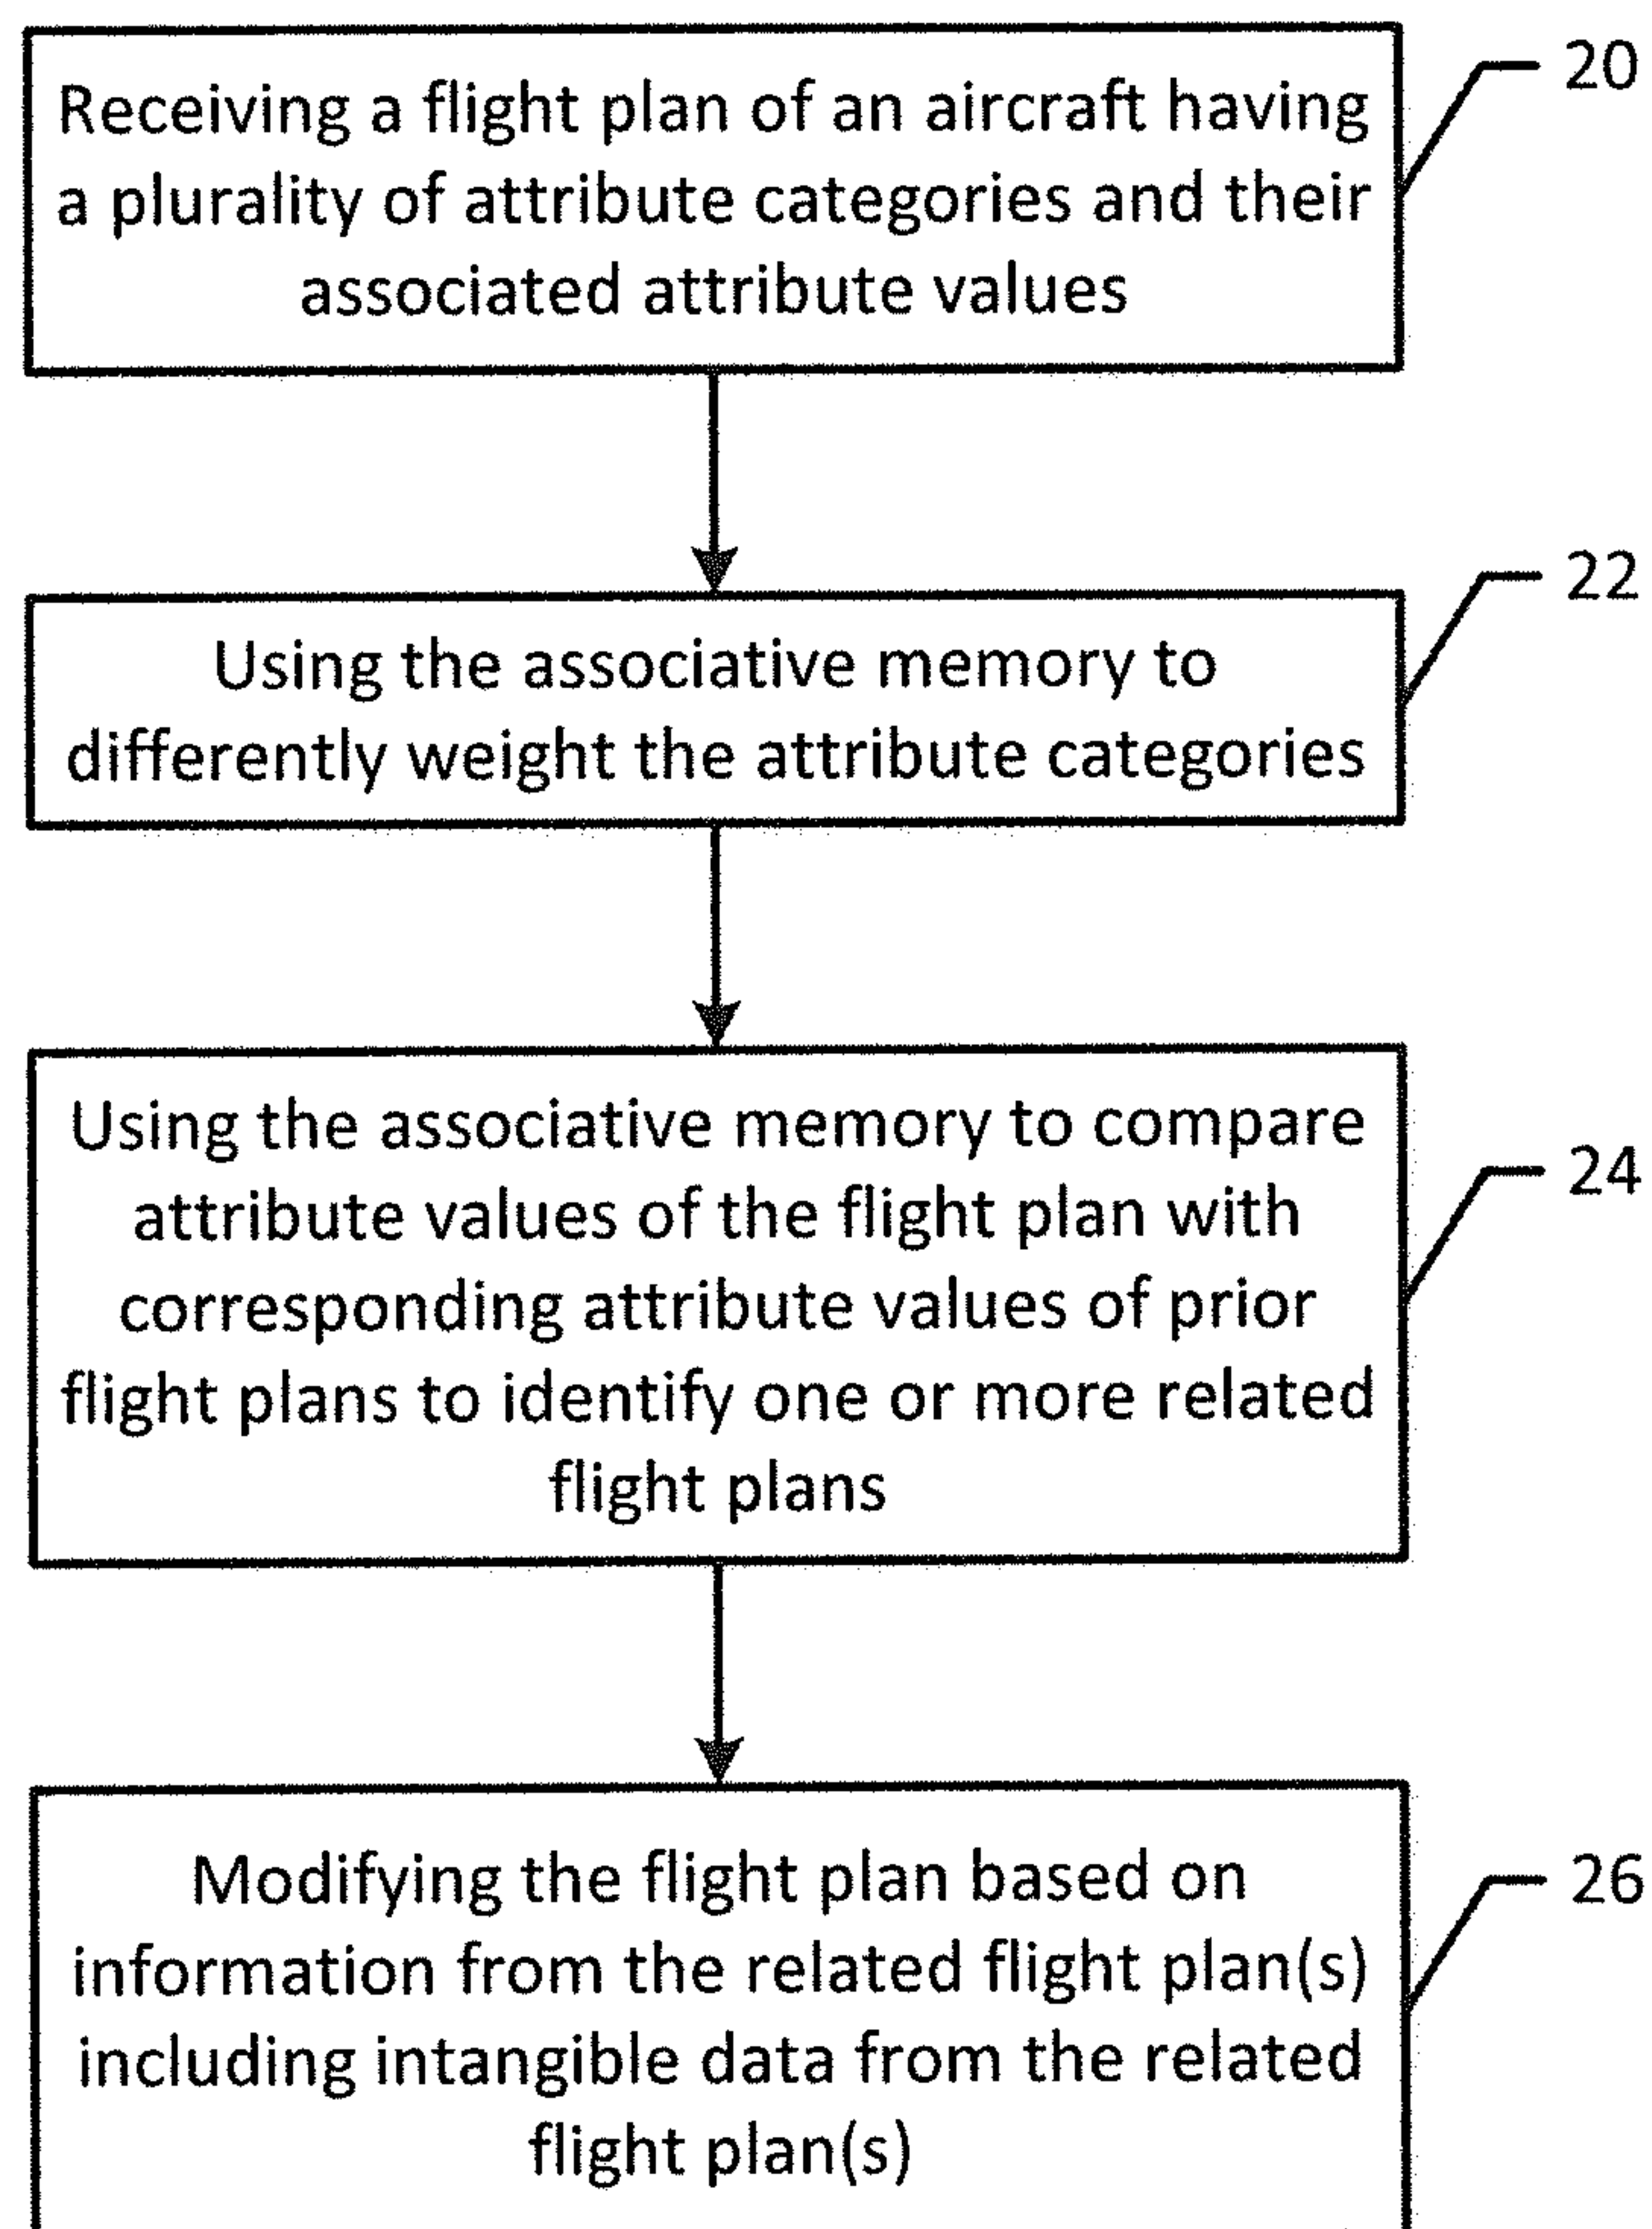 Receiving a flight plan of an aircraft having
a plurality of attribute categories and their
associated attribute values
20
Using the associative memory to
differently weight the attribute categories
22
Using the associative memory to compare
attribute values of the flight plan with
corresponding attribute values of prior
flight plans to identify one or more related
flight plans
24
Modifying the flight plan based on
information from the related flight plan(s)
including intangible data from the related
flight plan(s)
26